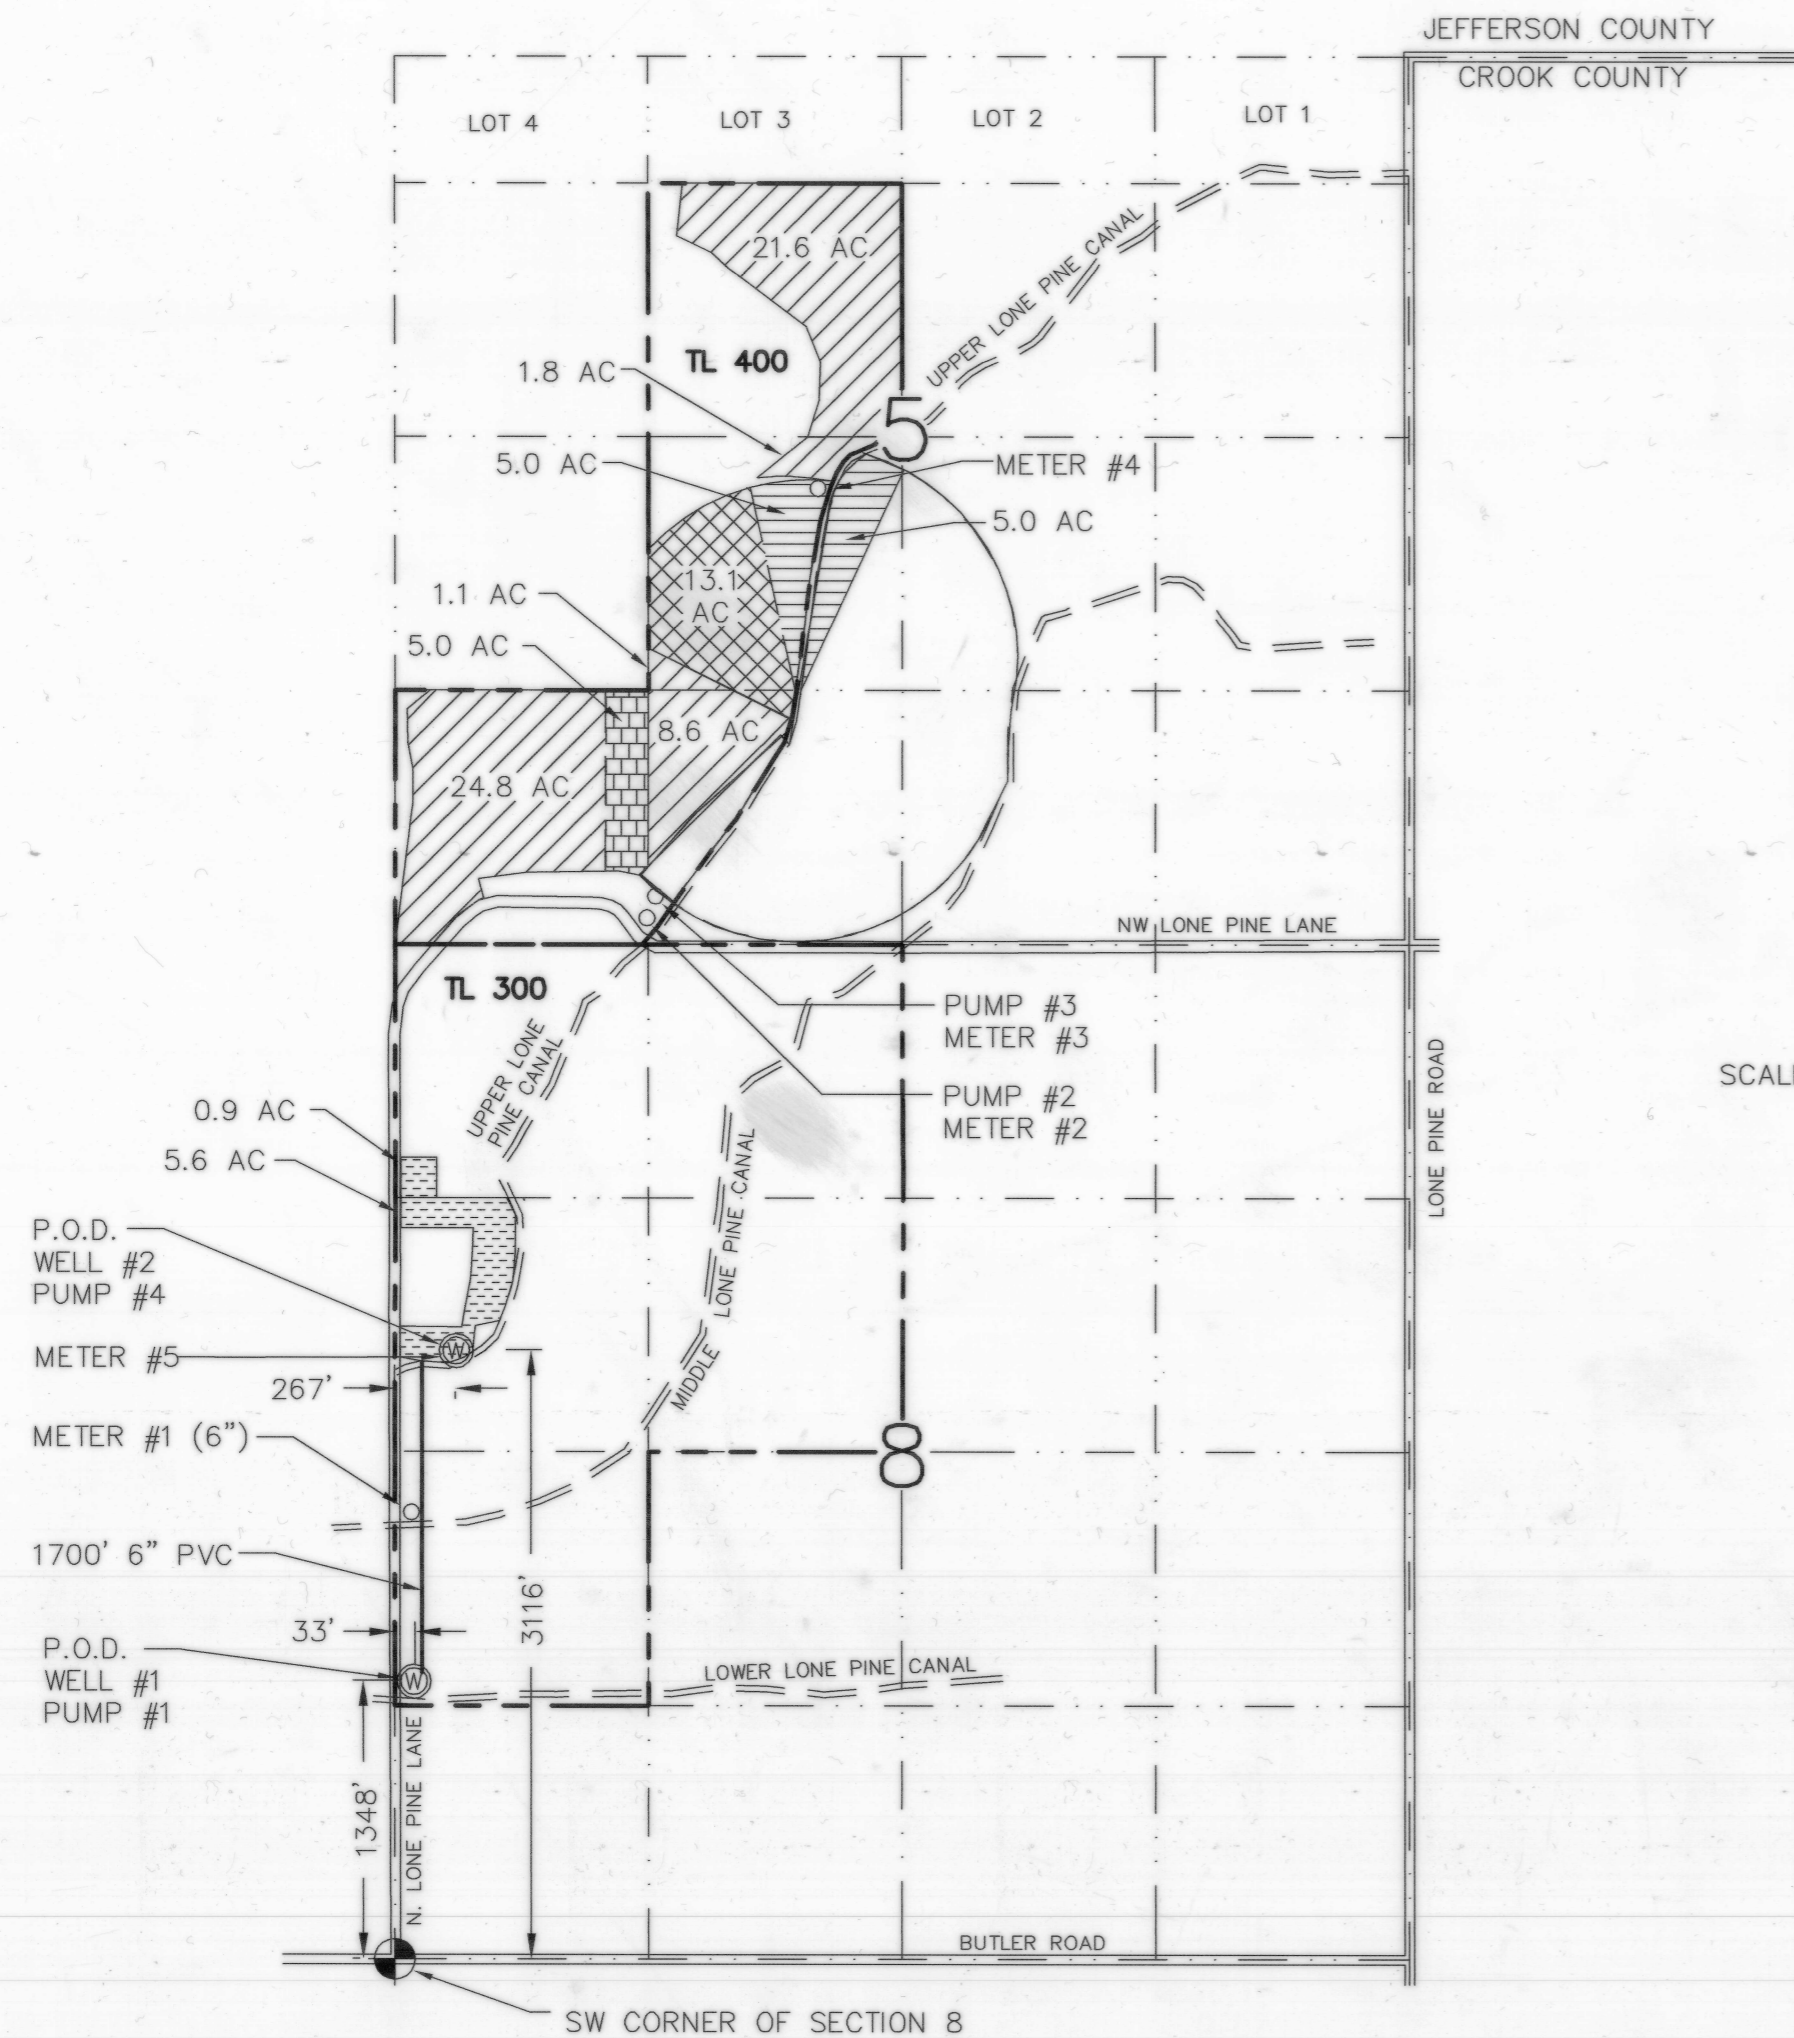 JEFFERSON COUNTY
CROOK COUNTY
LOT 4
LOT 3
LOT 2
LOT 1
UPPER LONE PINE CANAL
21.6 AC
TL 400
1.8 AC
5
5.0 AC
METER #4
5.0 AC
13.1
AC
1.1 AC
5.0 AC
8.6 AC
24.8 AC
NW LONE PINE LANE
TL 300
PUMP #3
METER #3
UPPER LONE
PINE CANAL
PUMP #2
METER #2
LONE PINE ROAD
0.9 AC
5.6 AC
MIDDLE LONE PINE CANAL
P.O.D.
WELL #2
PUMP #4
W
METER #5
267'
METER #1 (6")
8
1700' 6" PVC
3116'
33'
P.O.D.
WELL #1
PUMP #1
W
LOWER LONE PINE CANAL
1348'
N. LONE PINE LANE
BUTLER ROAD
SW CORNER OF SECTION 8